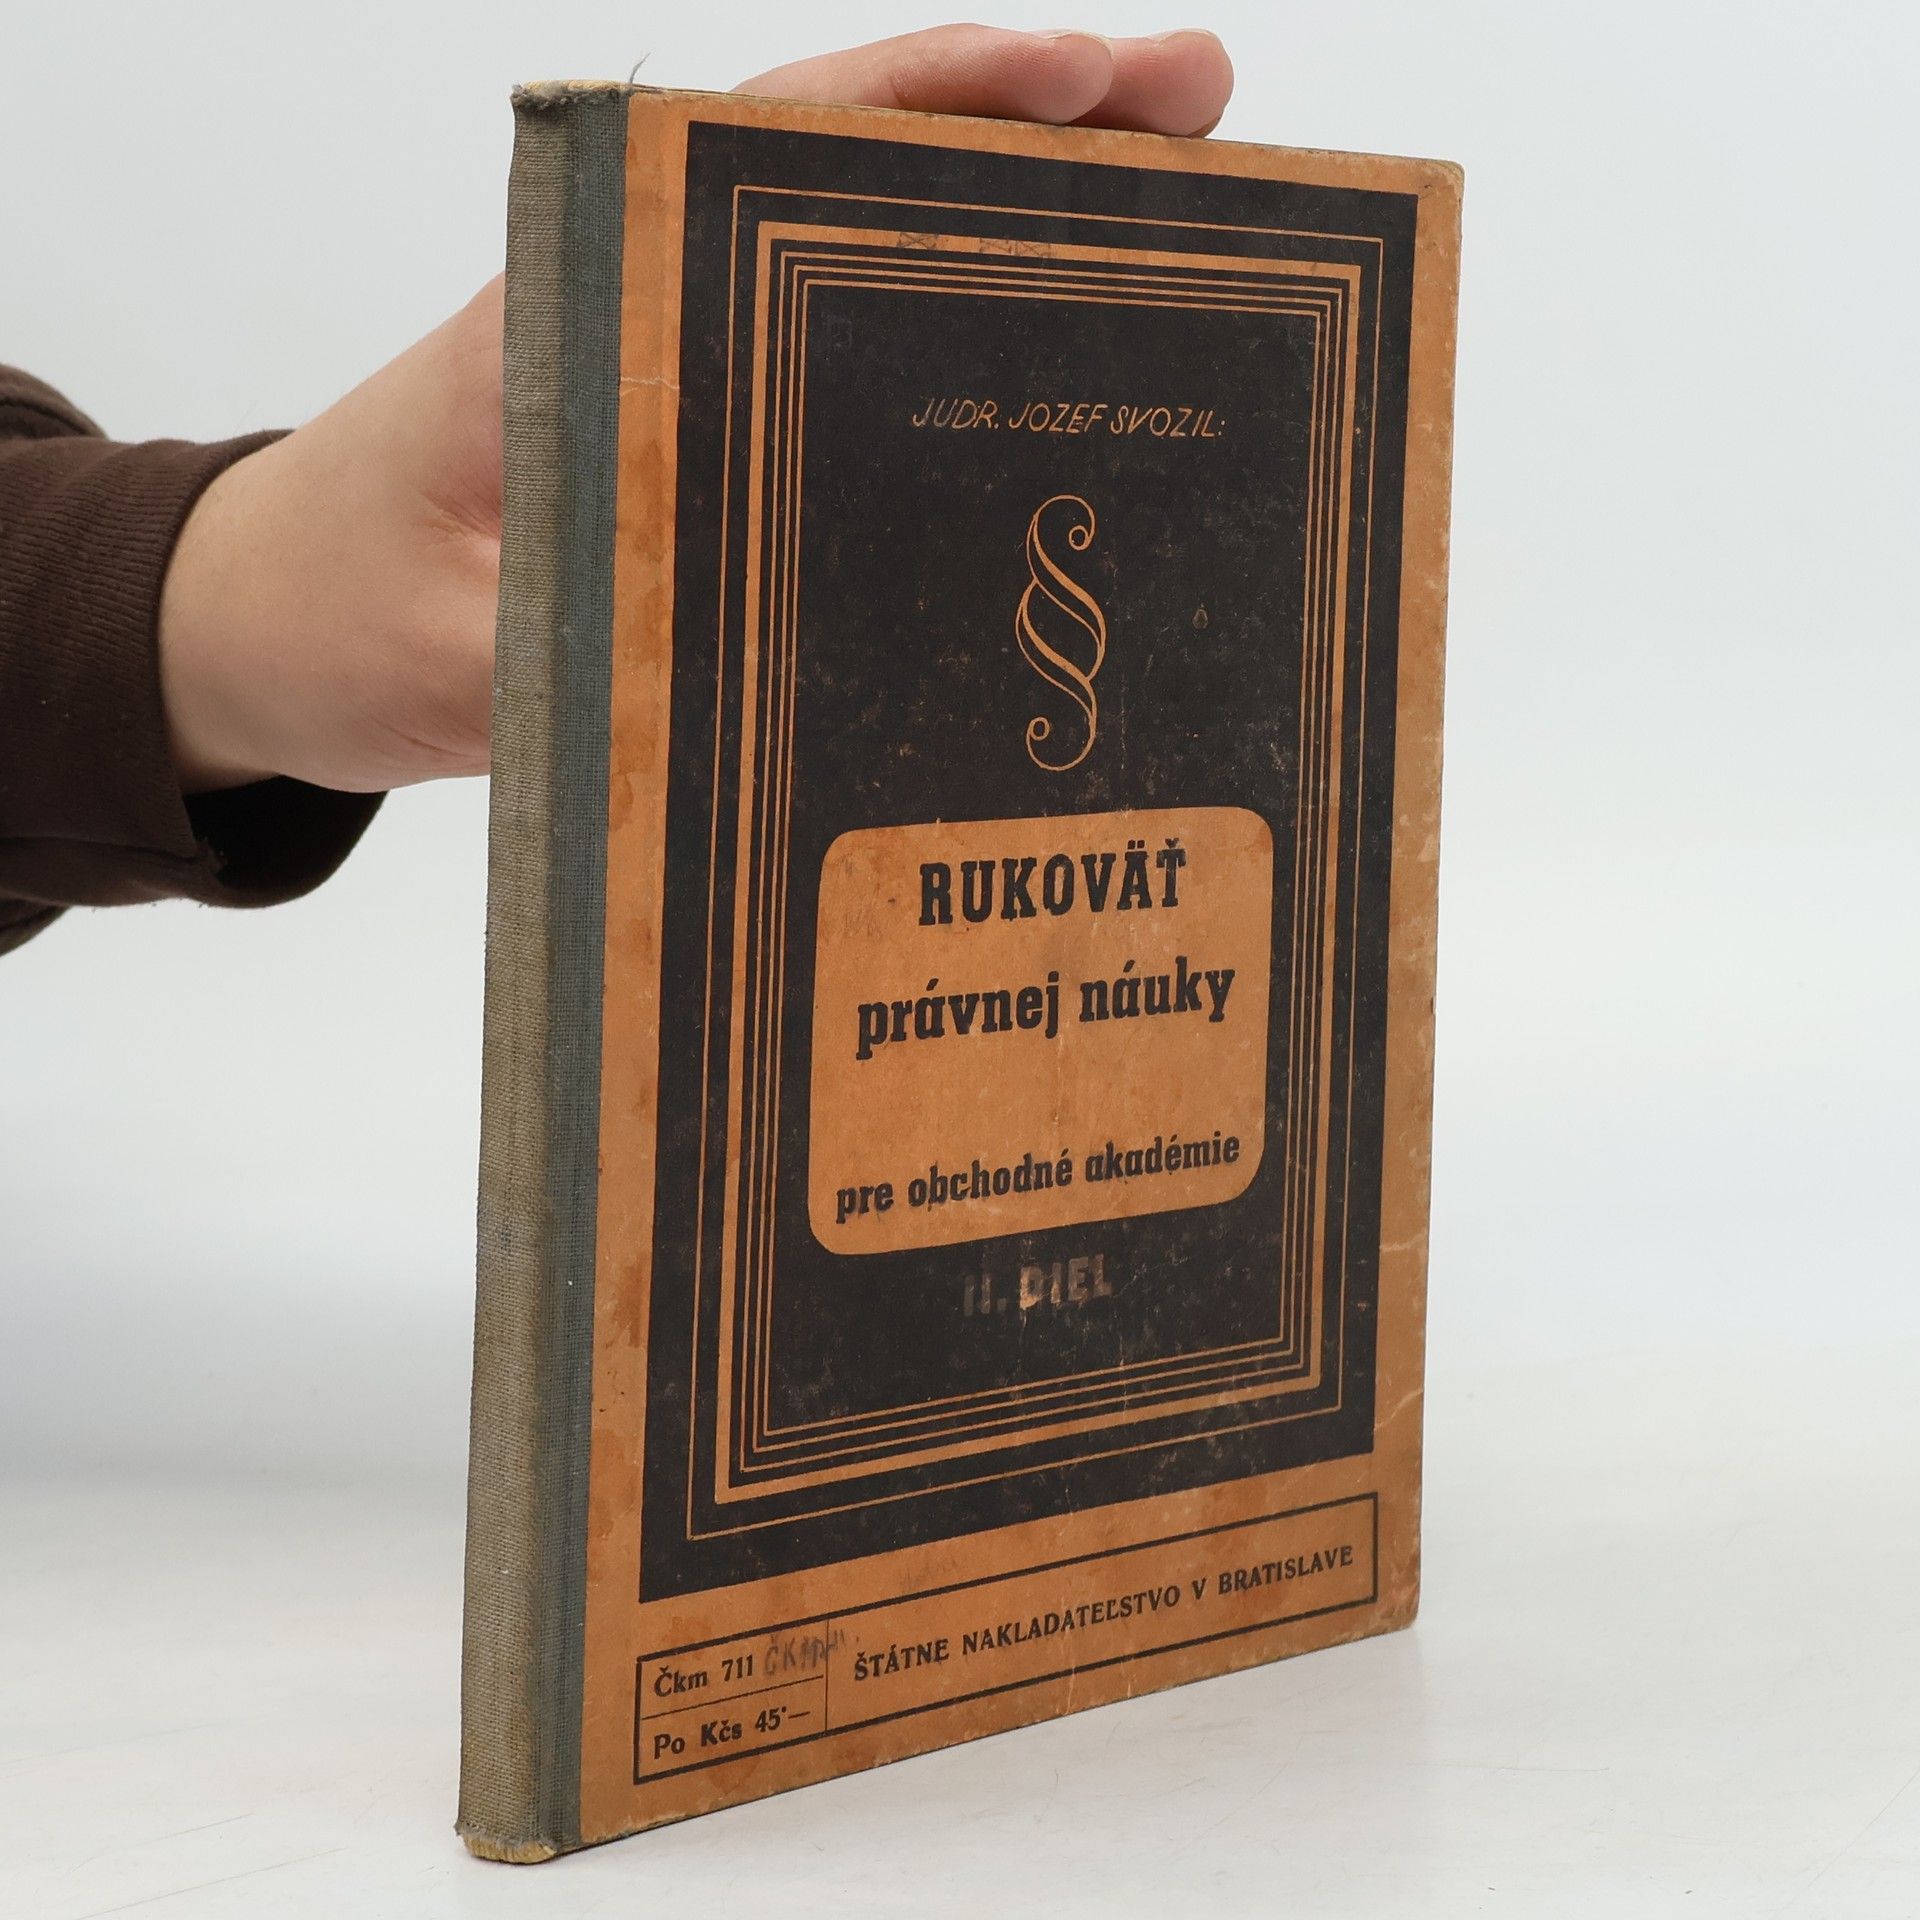 JUDR. JOZEF SVOZIL:
§
RUKOVÄŤ
právnej náuky
pre obchodné akadémie
II. DIEL
Čkm 711
Po Kčs 45·—
ŠTÁTNE NAKLADATEĽSTVO V BRATISLAVE